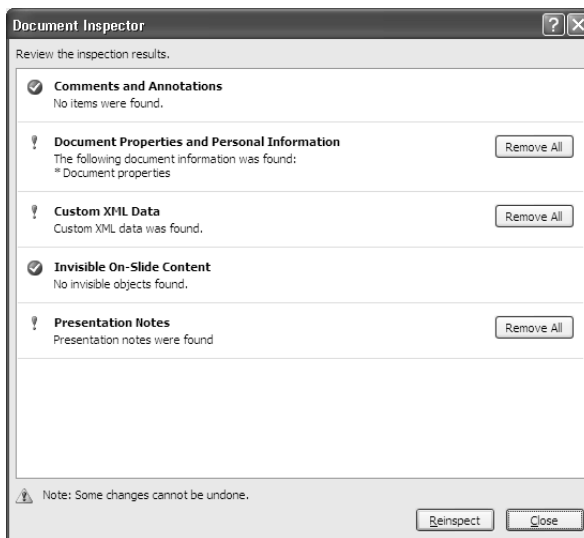 Document Inspector
Review the inspection results.
Comments and Annotations
No items were found.
Document Properties and Personal Information
Remove All
The following document information was found:
* Document properties
Custom XML Data
Remove All
Custom XML data was found.
Invisible On-Slide Content
No invisible objects found.
Presentation Notes
Remove All
Presentation notes were found
Note: Some changes cannot be undone.
Reinspect Close